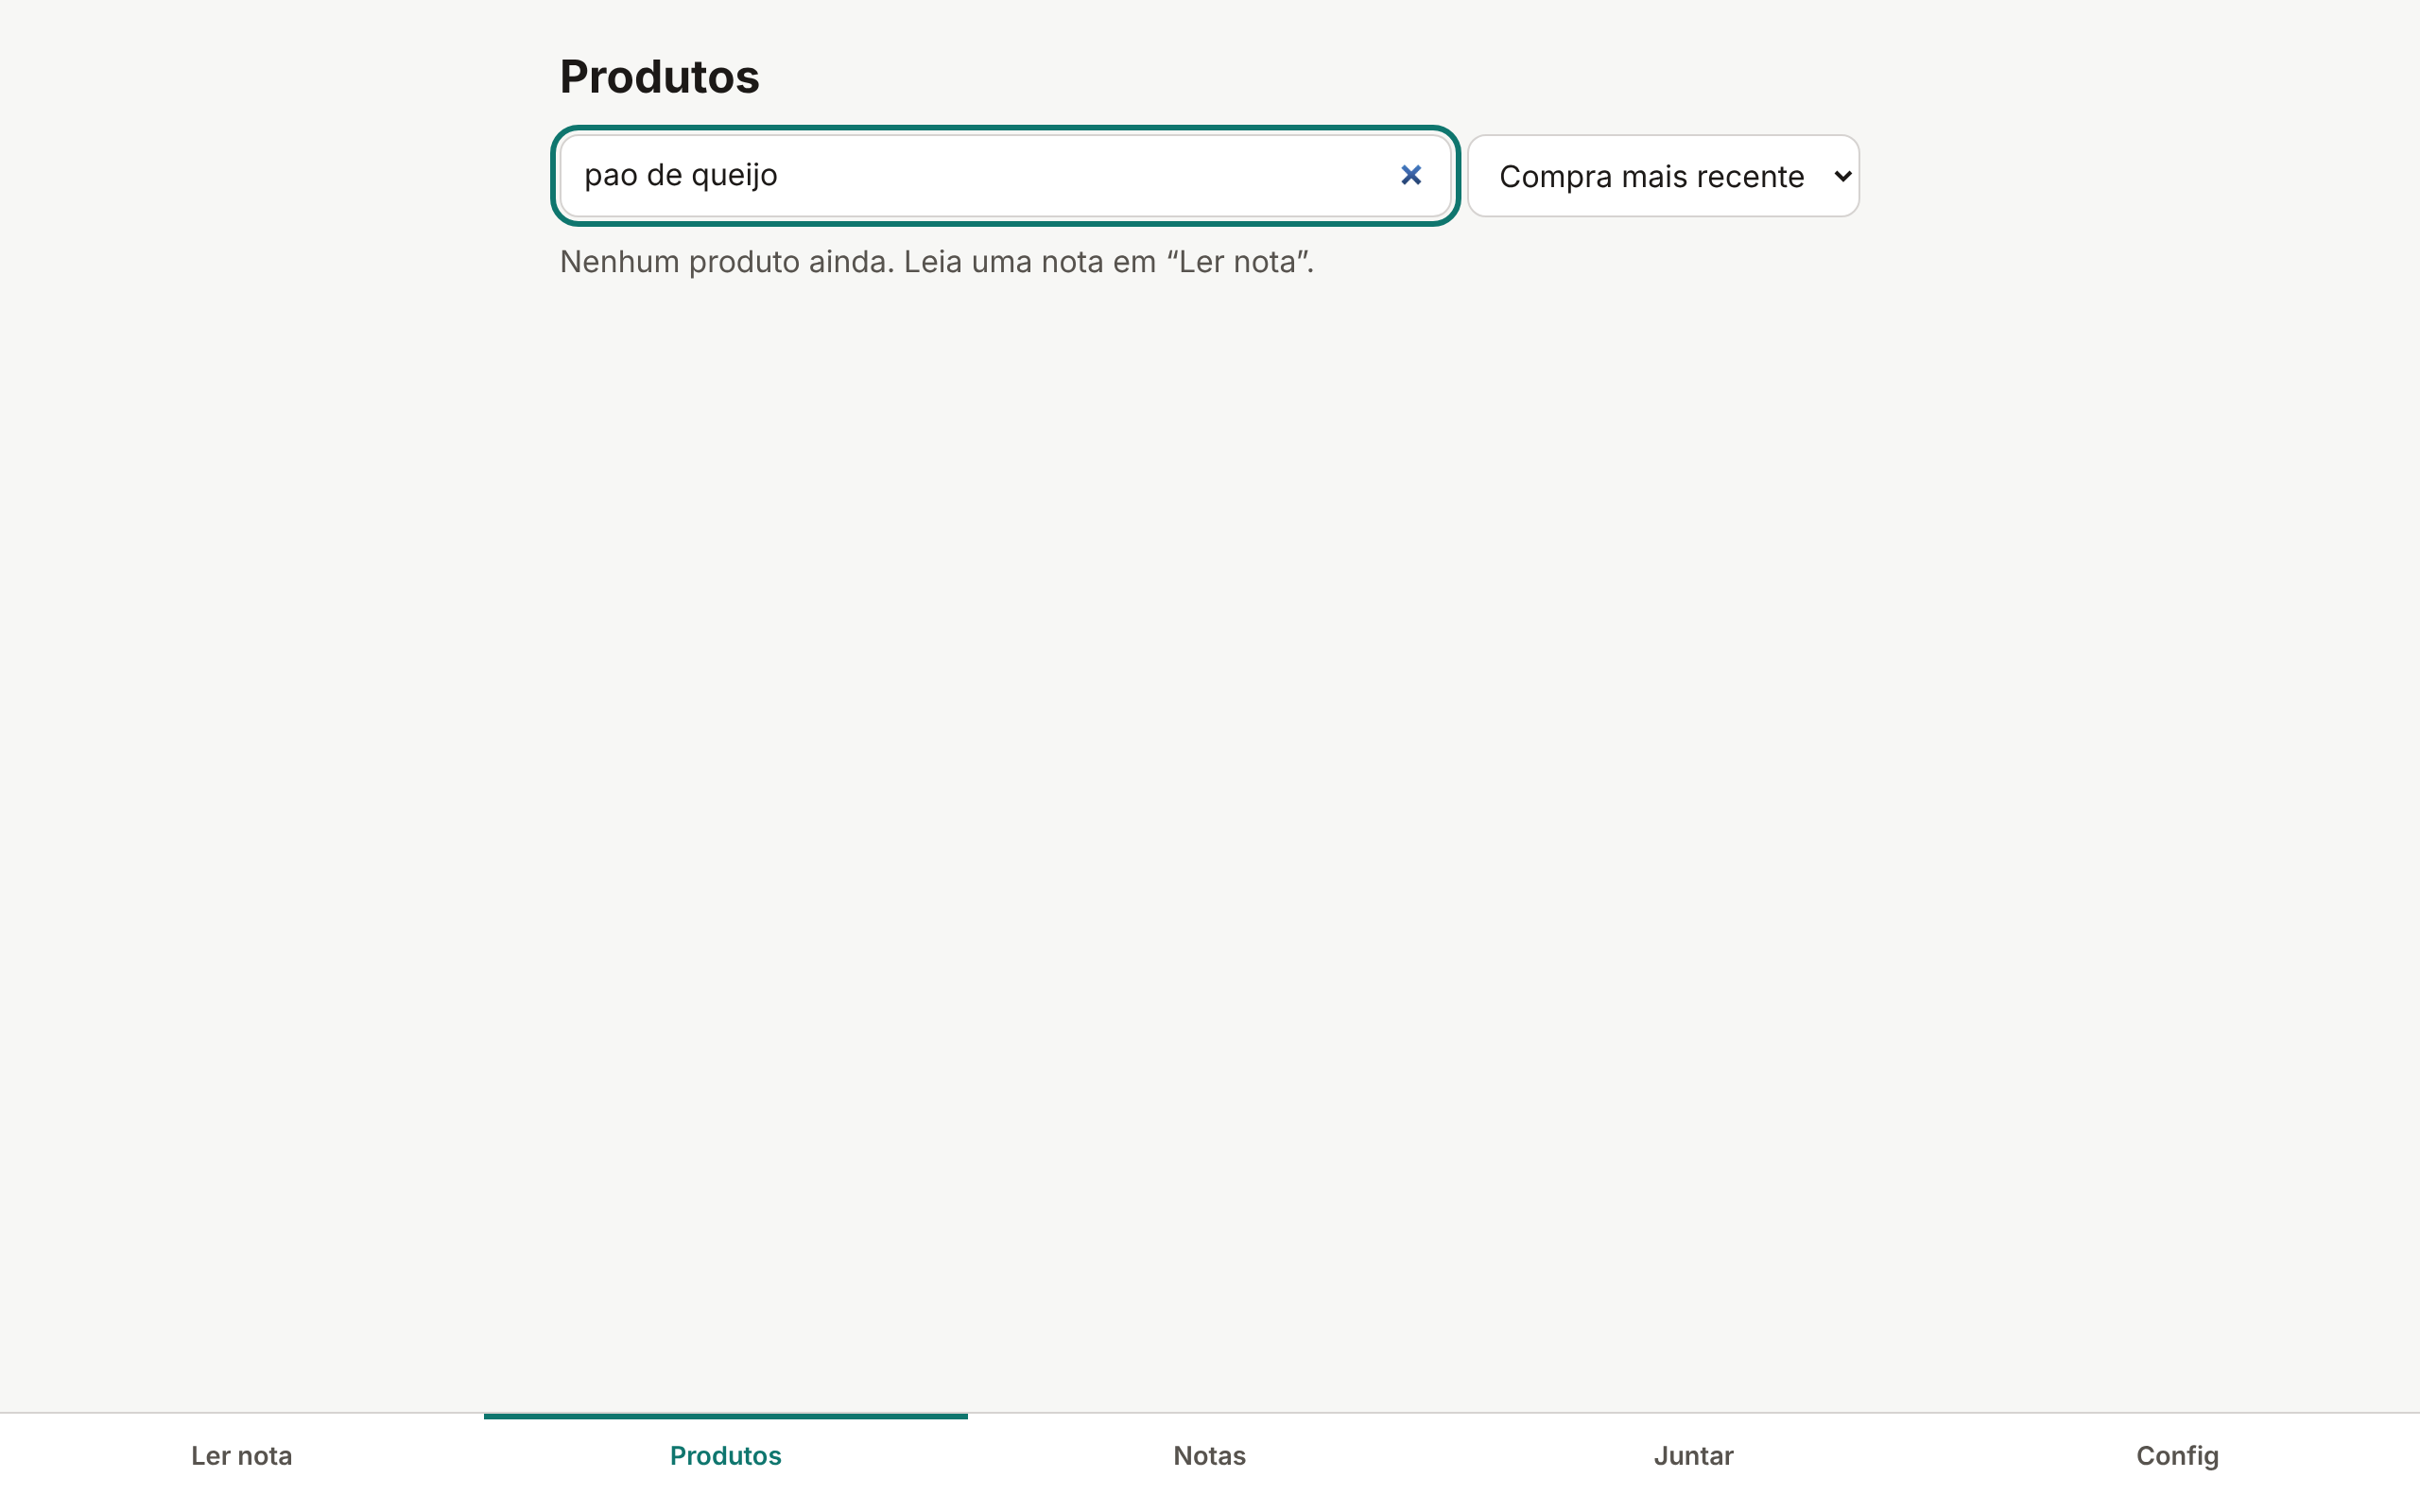 Produtos
pao de queijo
Compra mais recente
Nenhum produto ainda. Leia uma nota em “Ler nota”.
Ler nota
Produtos
Notas
Juntar
Config